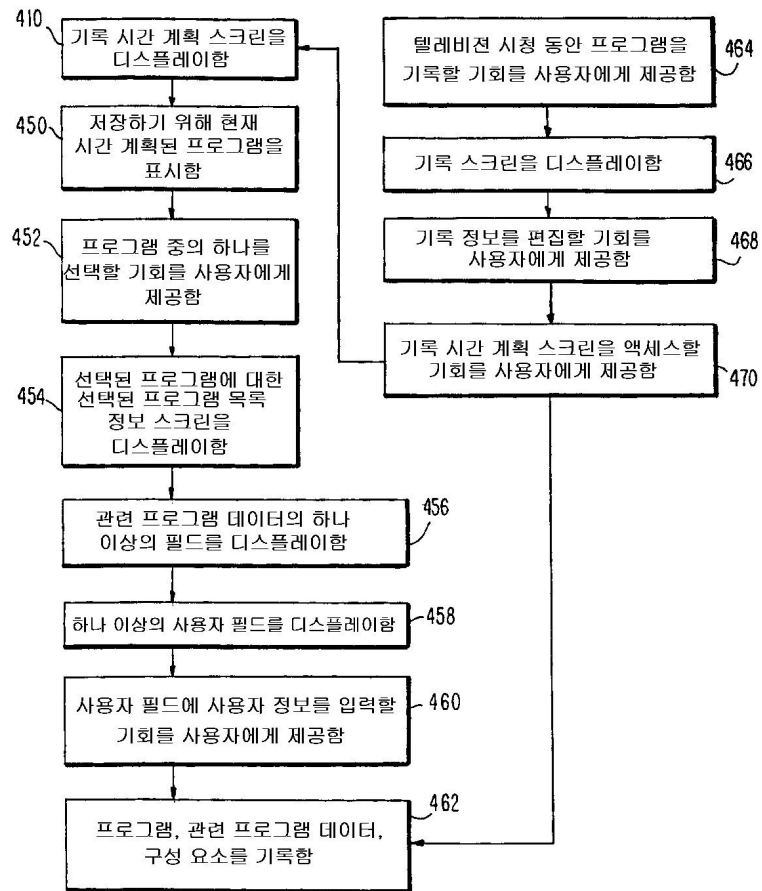 410
기록 시간 계획 스크린을
디스플레이함
450
저장하기 위해 현재
시간 계획된 프로그램을
표시함
452
프로그램 중의 하나를
선택할 기회를 사용자에게
제공함
454
선택된 프로그램에 대한
선택된 프로그램 목록
정보 스크린을
디스플레이함
456
관련 프로그램 데이터의 하나
이상의 필드를 디스플레이함
458
하나 이상의 사용자 필드를 디스플레이함
460
사용자 필드에 사용자 정보를 입력할
기회를 사용자에게 제공함
462
프로그램, 관련 프로그램 데이터,
구성 요소를 기록함
464
텔레비젼 시청 동안 프로그램을
기록할 기회를 사용자에게 제공함
466
기록 스크린을 디스플레이함
468
기록 정보를 편집할 기회를
사용자에게 제공함
470
기록 시간 계획 스크린을 액세스할
기회를 사용자에게 제공함